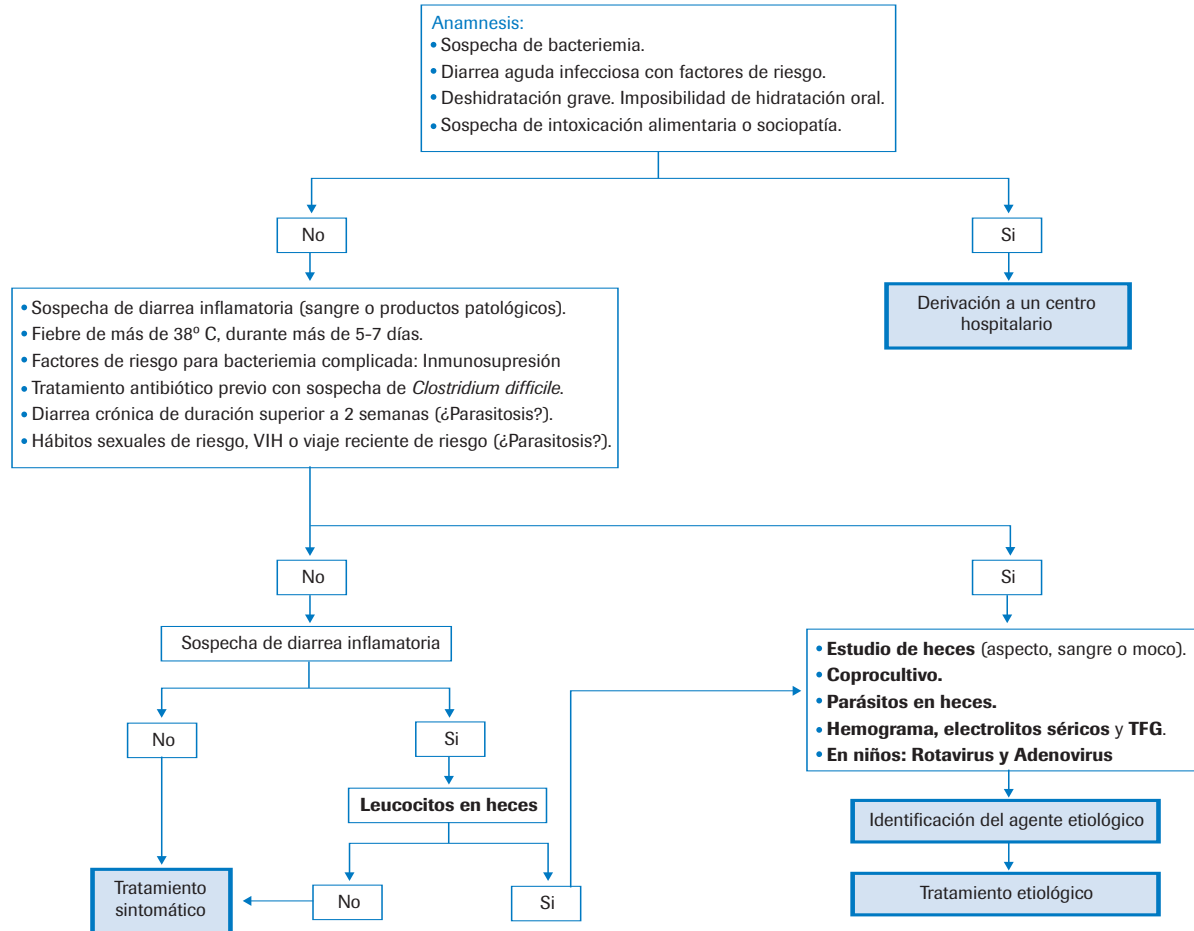 Anamnesis:
• Sospecha de bacteriemia.
• Diarrea aguda infecciosa con factores de riesgo.
• Deshidratación grave. Imposibilidad de hidratación oral.
• Sospecha de intoxicación alimentaria o sociopatía.
No
Si
• Sospecha de diarrea inflamatoria (sangre o productos patológicos).
• Fiebre de más de 38º C, durante más de 5-7 días.
• Factores de riesgo para bacteriemia complicada: Inmunosupresión
• Tratamiento antibiótico previo con sospecha de Clostridium difficile.
• Diarrea crónica de duración superior a 2 semanas (¿Parasitosis?).
• Hábitos sexuales de riesgo, VIH o viaje reciente de riesgo (¿Parasitosis?).
Derivación a un centro
hospitalario
No
Si
Sospecha de diarrea inflamatoria
No
Si
Leucocitos en heces
No
Si
Tratamiento
sintomático
• Estudio de heces (aspecto, sangre o moco).
• Coprocultivo.
• Parásitos en heces.
• Hemograma, electrolitos séricos y TFG.
• En niños: Rotavirus y Adenovirus
Identificación del agente etiológico
Tratamiento etiológico